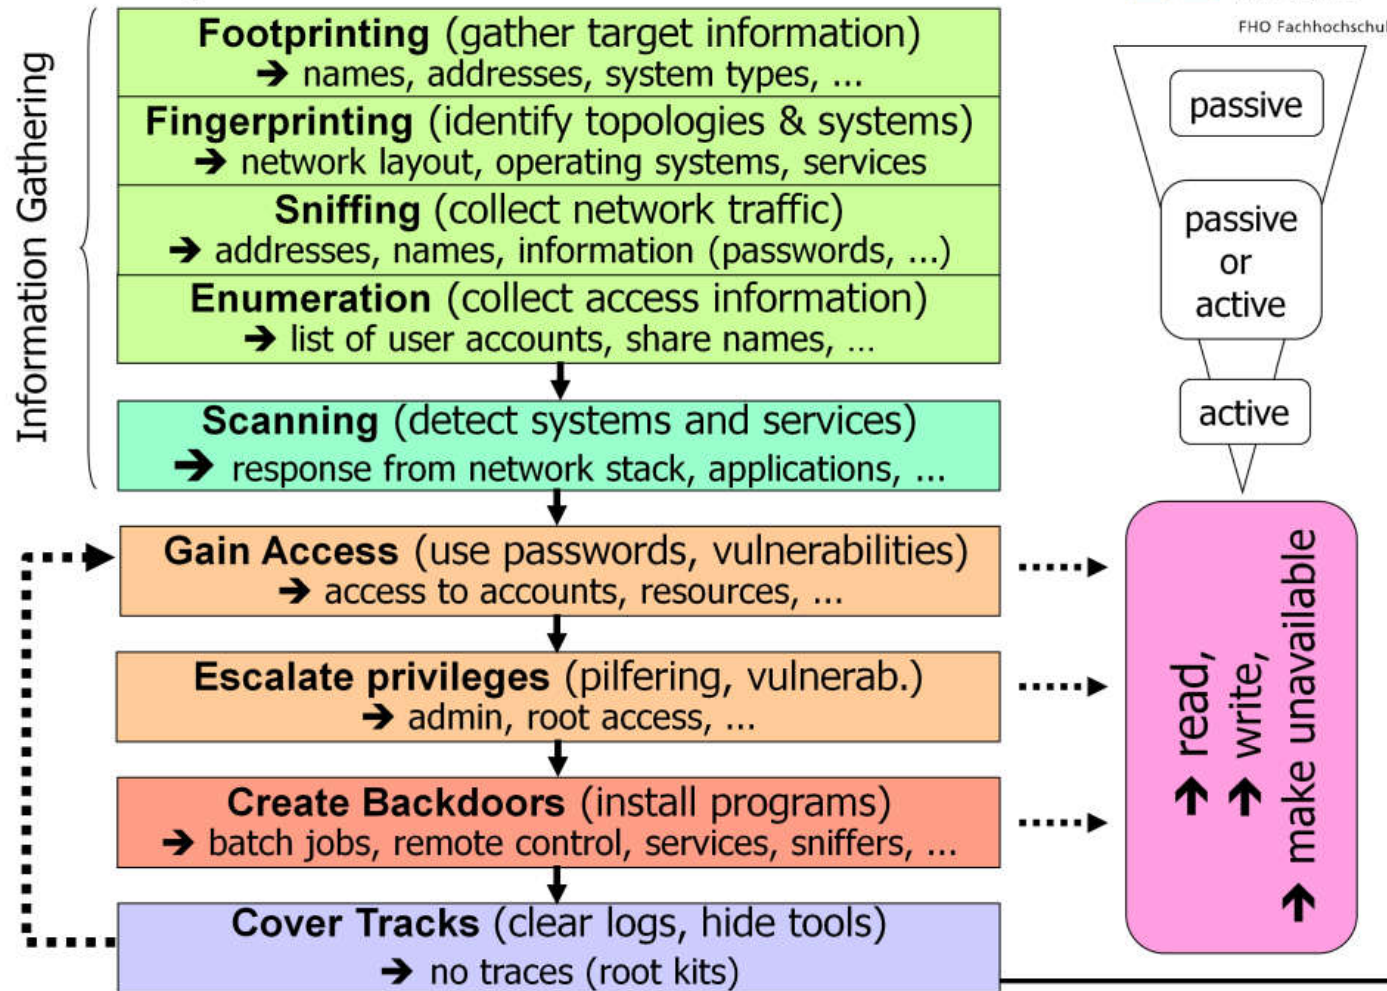 FHO Fachhochschul
Information Gathering
Footprinting (gather target information)
➔ names, addresses, system types, ...
Fingerprinting (identify topologies & systems)
➔ network layout, operating systems, services
Sniffing (collect network traffic)
➔ addresses, names, information (passwords, ...)
Enumeration (collect access information)
➔ list of user accounts, share names, ...
Scanning (detect systems and services)
➔ response from network stack, applications, ...
Gain Access (use passwords, vulnerabilities)
➔ access to accounts, resources, ...
Escalate privileges (pilfering, vulnerab.)
➔ admin, root access, ...
Create Backdoors (install programs)
➔ batch jobs, remote control, services, sniffers, ...
Cover Tracks (clear logs, hide tools)
➔ no traces (root kits)
passive
passive
or
active
active
➔ read,
➔ write,
➔ make unavailable